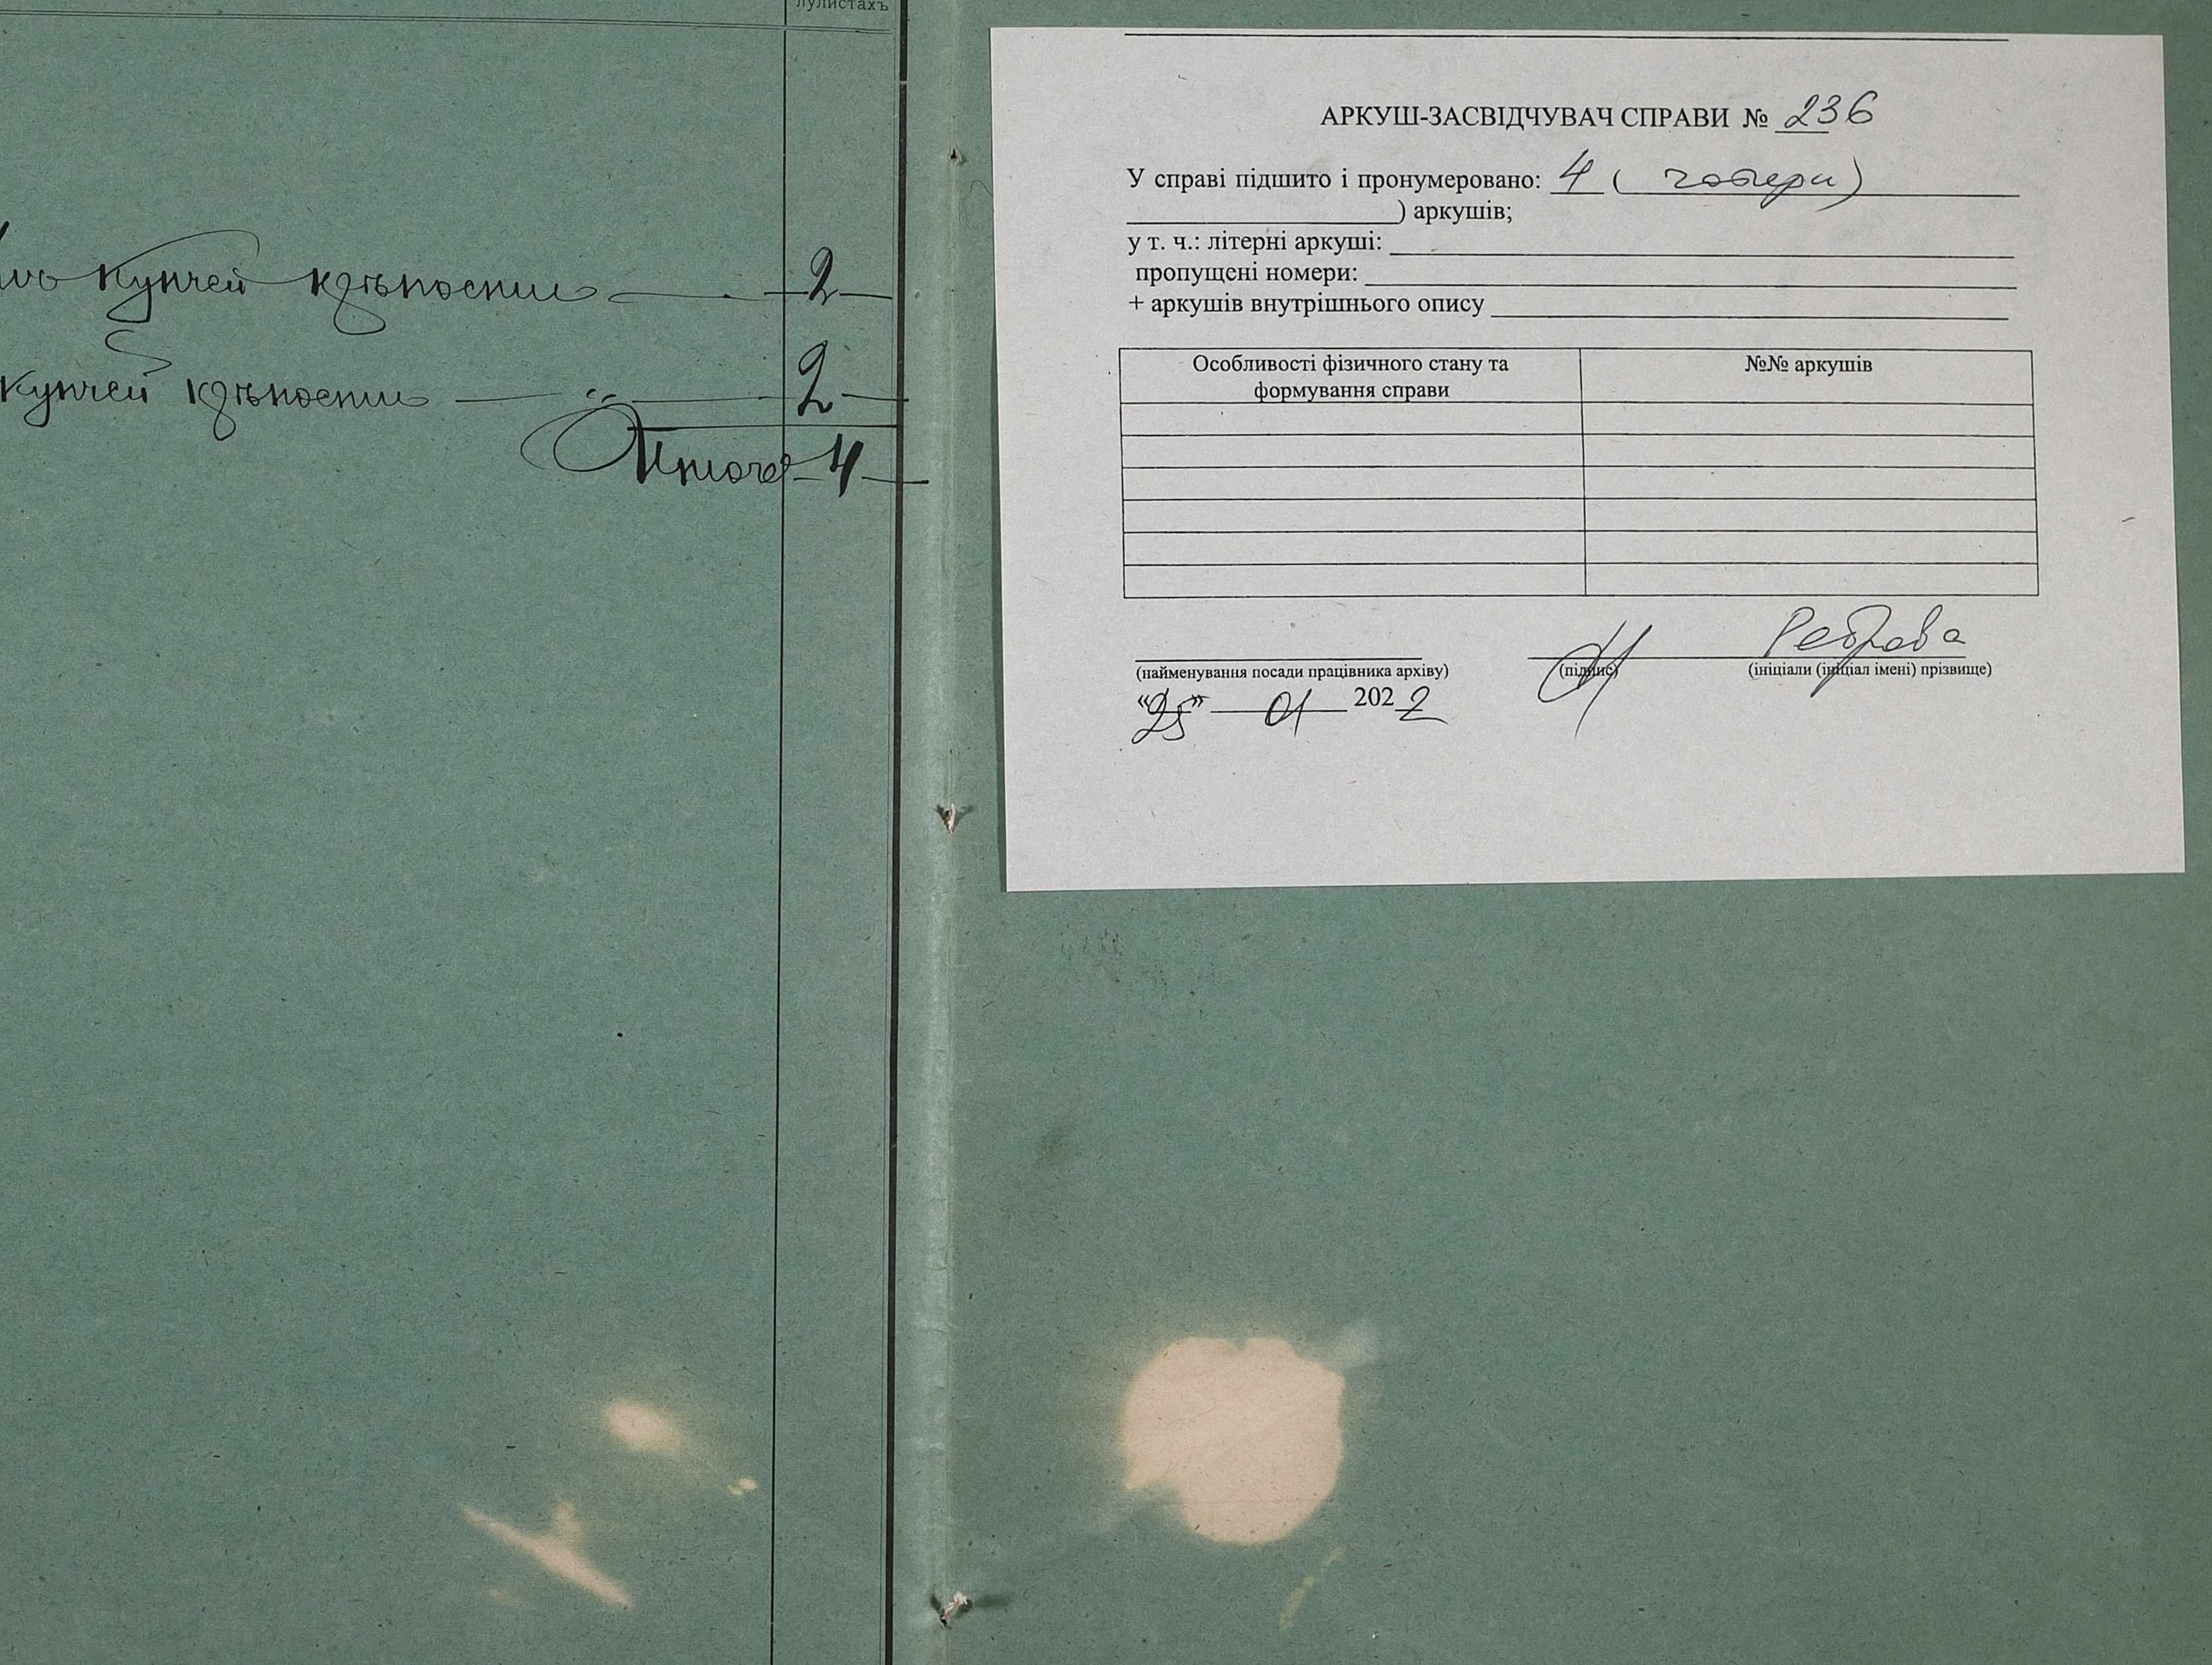 лулистахъ
купчей крѣпости — 2 —
купчей крѣпости — 2 —
Итого 4 —
АРКУШ-ЗАСВІДЧУВАЧ СПРАВИ № 236
У справі підшито і пронумеровано: 4 ( чотири )
) аркушів;
у т. ч.: літерні аркуші:
пропущені номери:
+ аркушів внутрішнього опису
Особливості фізичного стану та
формування справи
№№ аркушів
Реброва
(найменування посади працівника архіву) (підпис) (ініціали (ініціал імені) прізвище)
«25» 01 2022